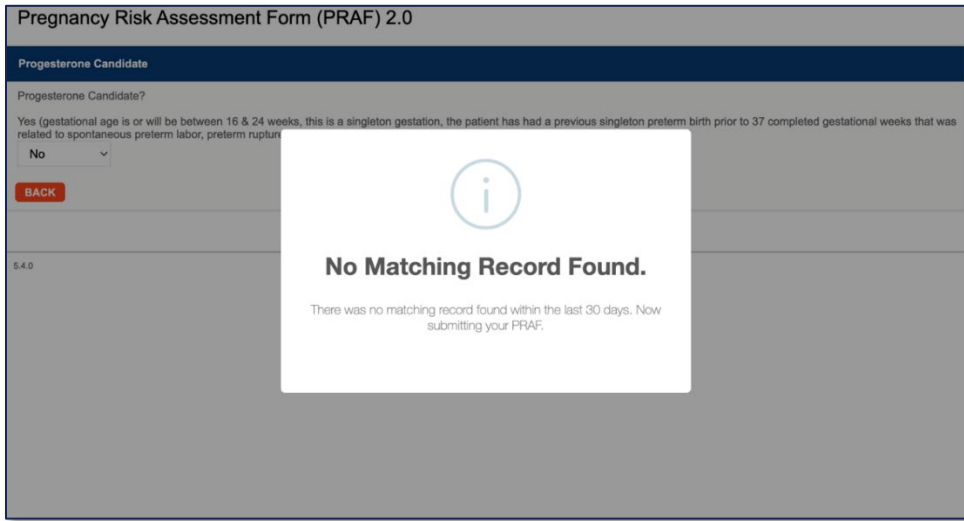 Pregnancy Risk Assessment Form (PRAF) 2.0
Progesterone Candidate
Progesterone Candidate?
Yes (gestational age is or will be between 16 & 24 weeks, this is a singleton gestation, the patient has had a previous singleton preterm birth prior to 37 completed gestational weeks that was
related to spontaneous preterm labor, preterm
No
BACK
5.4.0
i
No Matching Record Found.
There was no matching record found within the last 30 days. Now
submitting your PRAF.